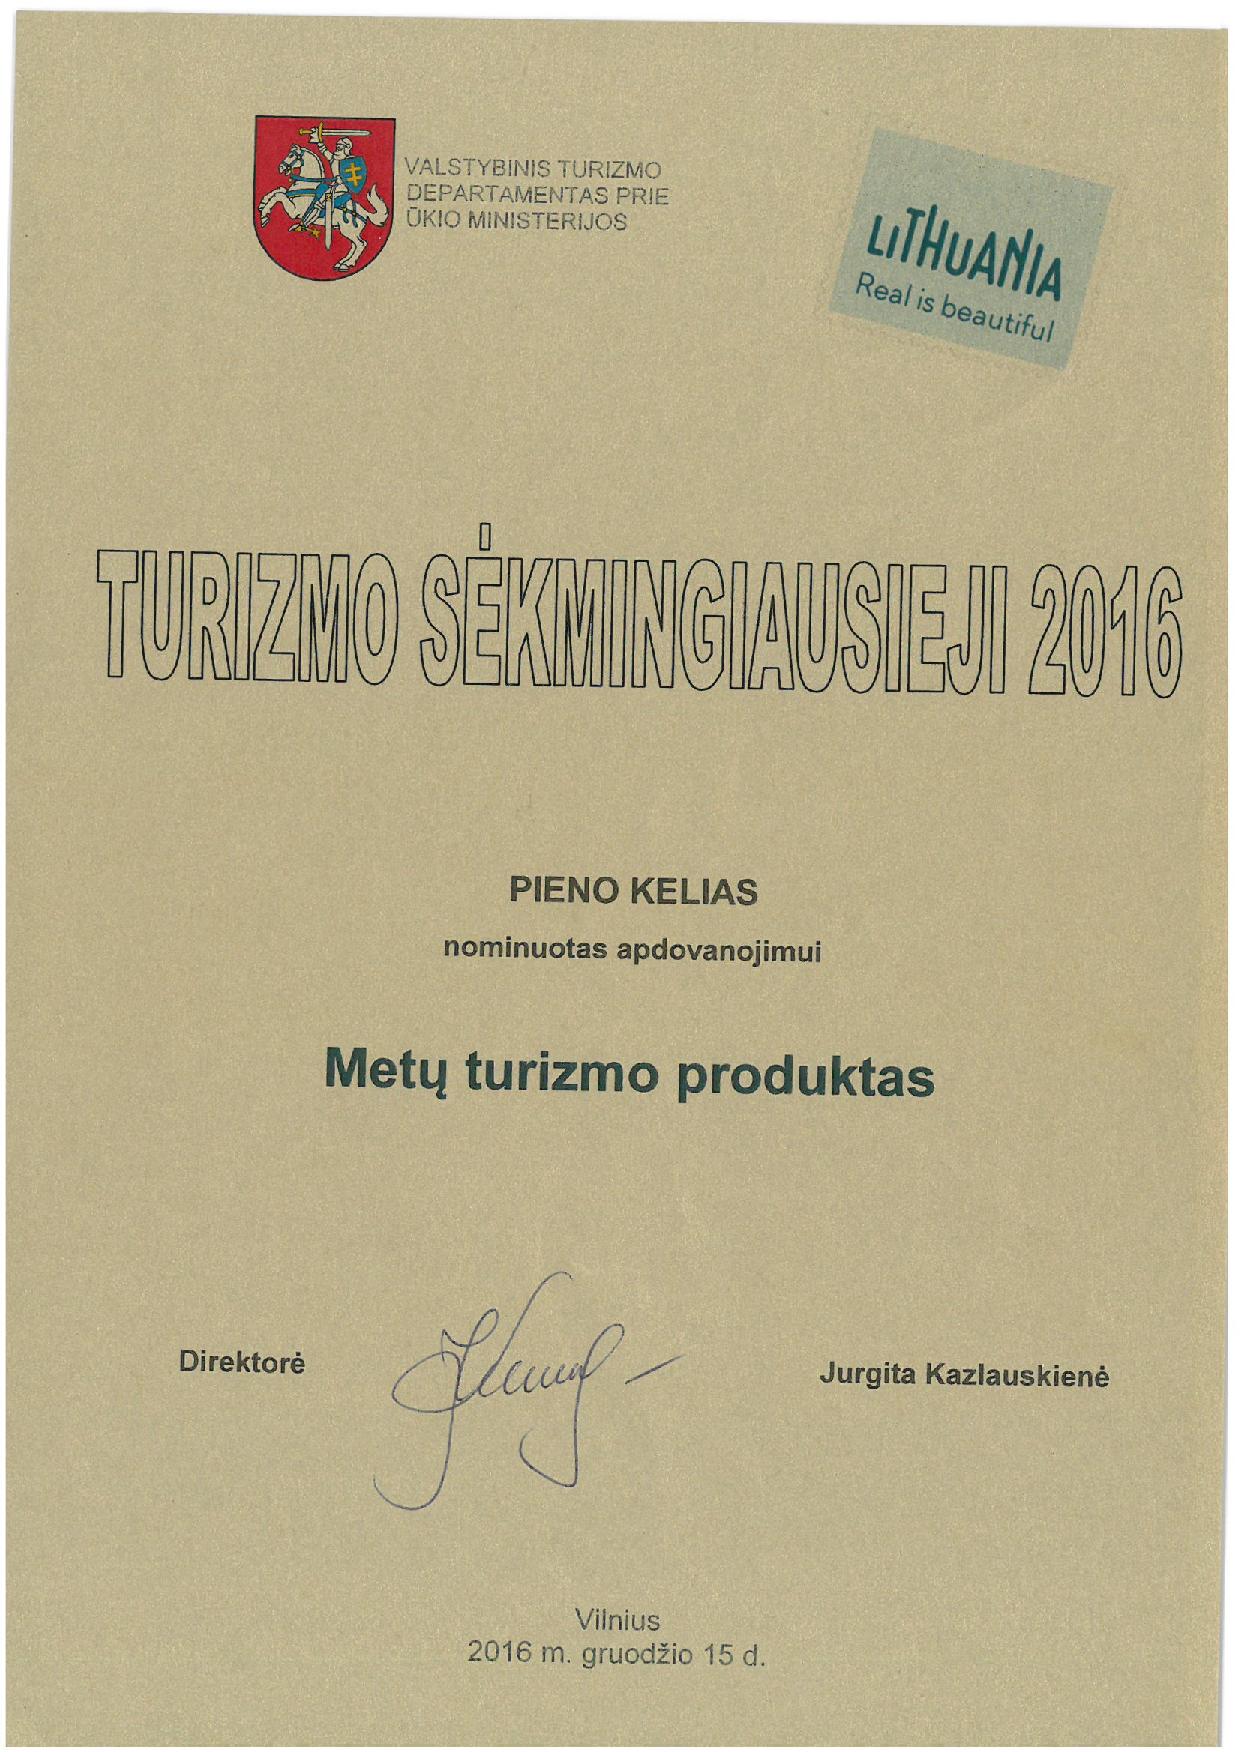 VALSTYBINIS TURIZMO
DEPARTAMENTAS PRIE
ŪKIO MINISTERIJOS
LiTHUANIA
Real is beautiful
TURIZMO SĖKMINGIAUSIEJI 2016
PIENO KELIAS
nominuotas apdovanojimui
Metų turizmo produktas
Direktorė
Jurgita Kazlauskienė
Vilnius
2016 m. gruodžio 15 d.